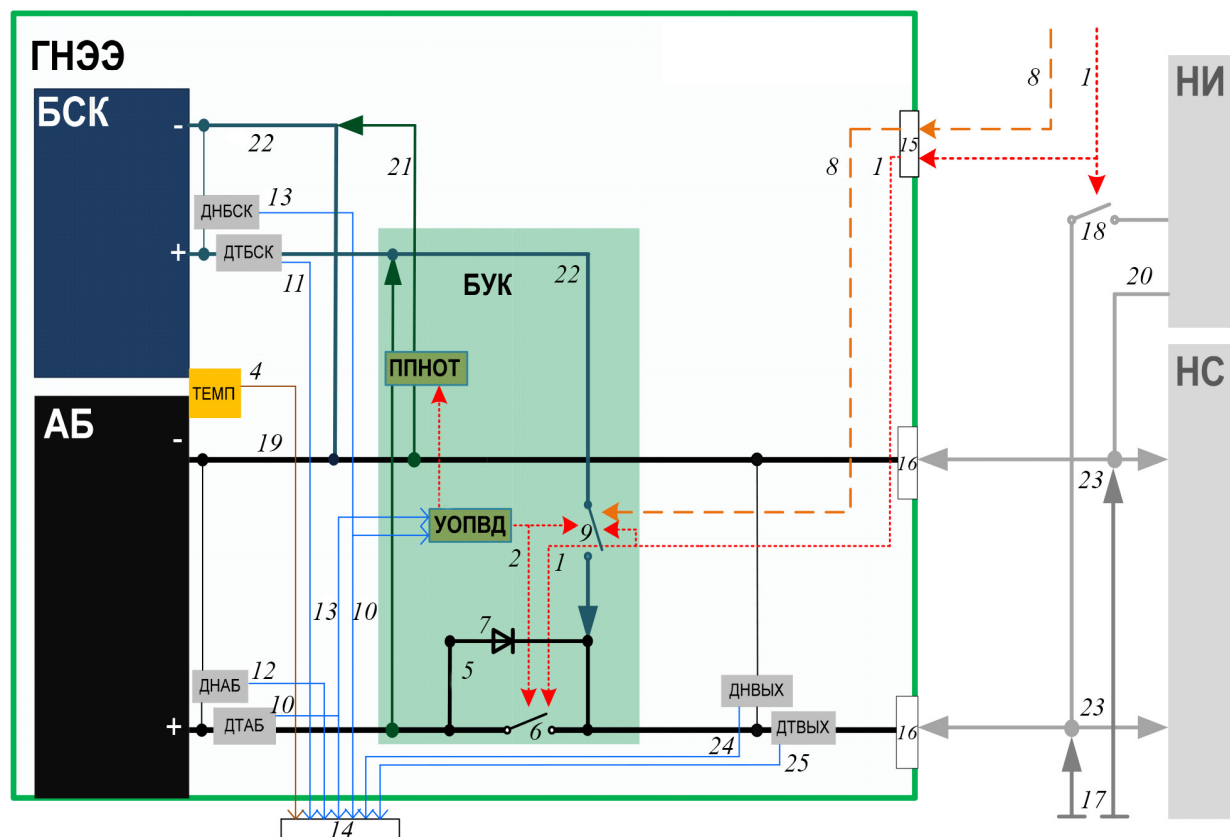 ГНЭЭ
НИ
БСК
-
22
21
8
1
8
1
15
18
20
13
ДНБСК
+
ДТБСК
11
БУК
22
ТЕМП
4
ППНОТ
НС
АБ
-
19
16
23
УОПВД
9
2
1
13
10
7
5
12
ДНАБ
10
ДНВЫХ
+
ДТАБ
6
ДТВЫХ
16
23
24
25
17
14